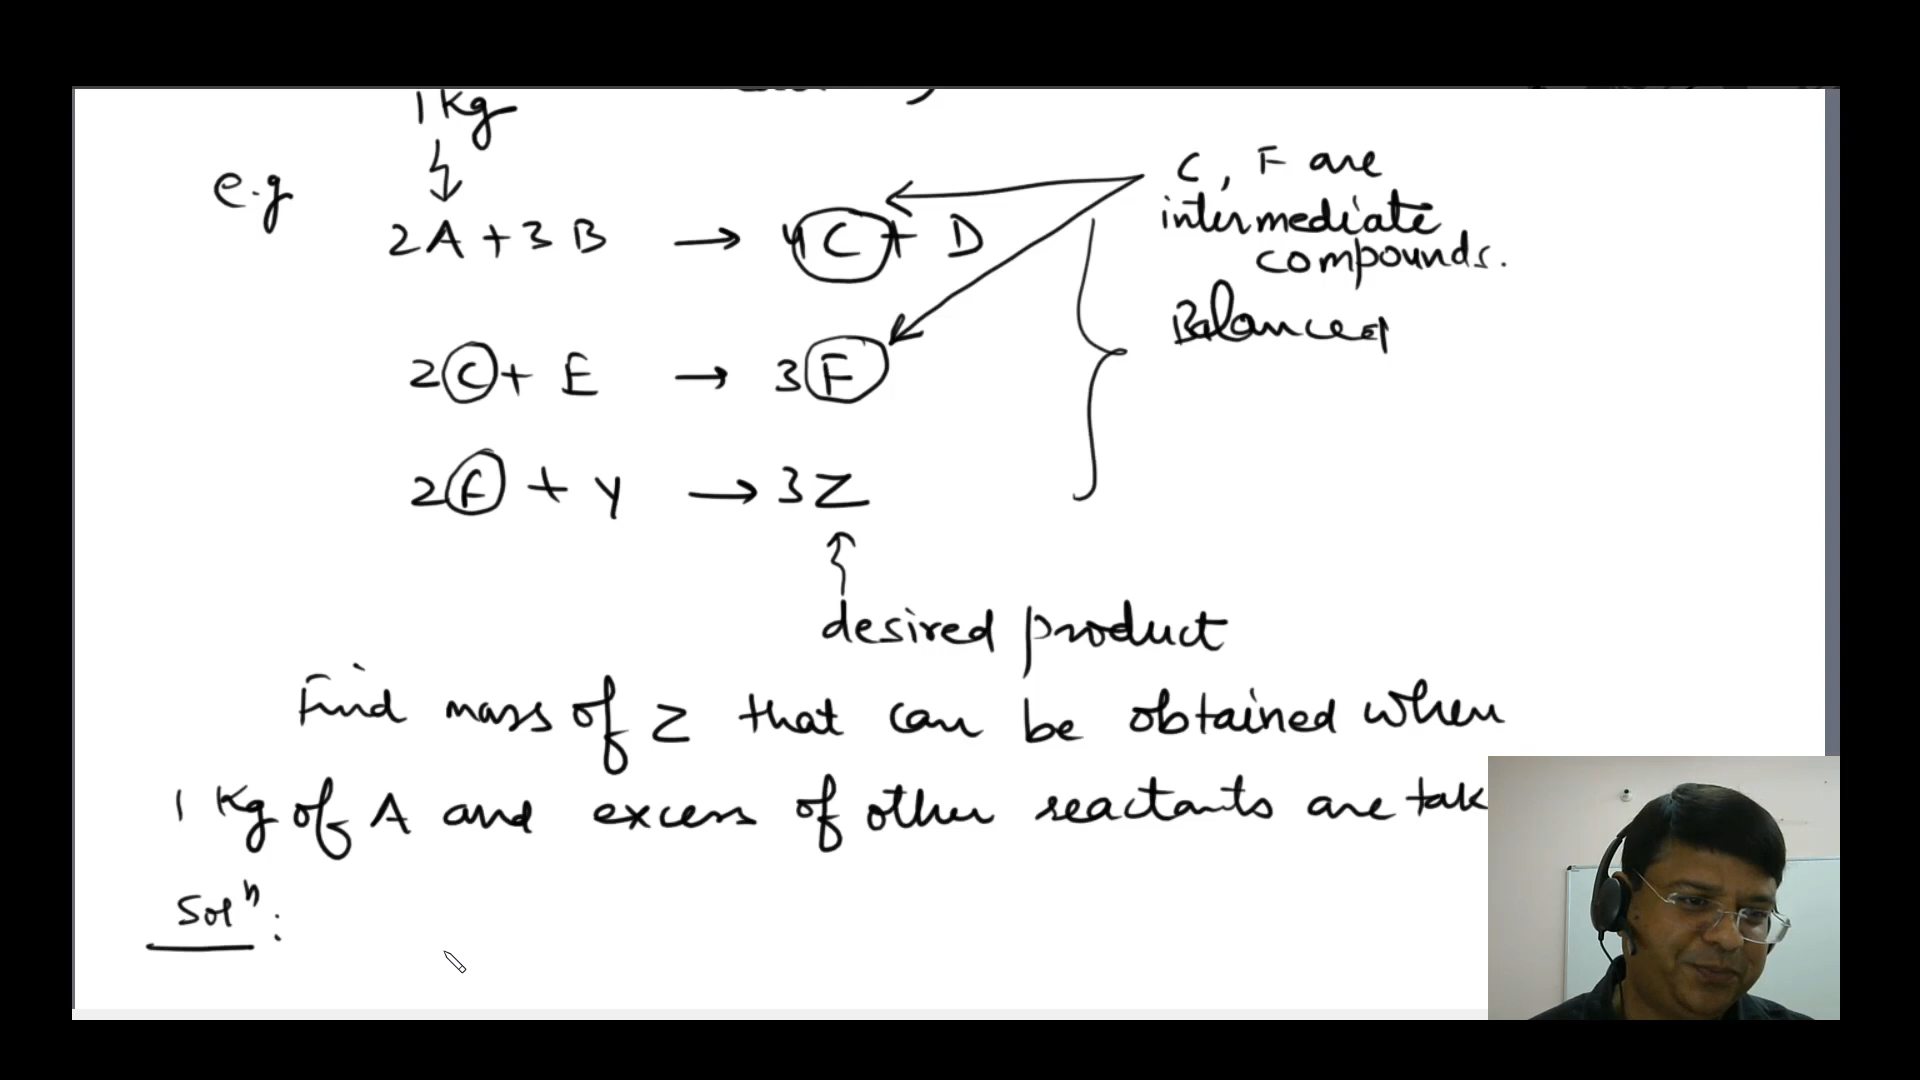 1 Kg
e.g
2A + 3B → 4C + D
C, F are
intermediate
compounds.
Balanced
2C + E → 3F
2F + Y → 3Z
desired product
Find mass of Z that can be obtained when
1 Kg of A and excess of other reactants are tak
Solⁿ: